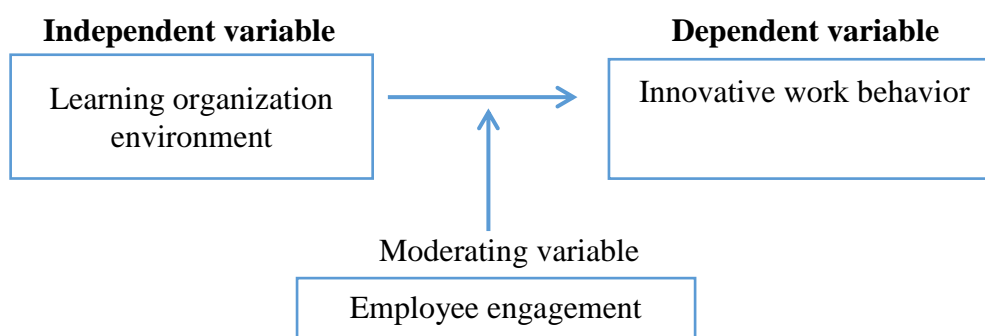 Independent variable
Dependent variable
Learning organization
environment
Innovative work behavior
Moderating variable
Employee engagement